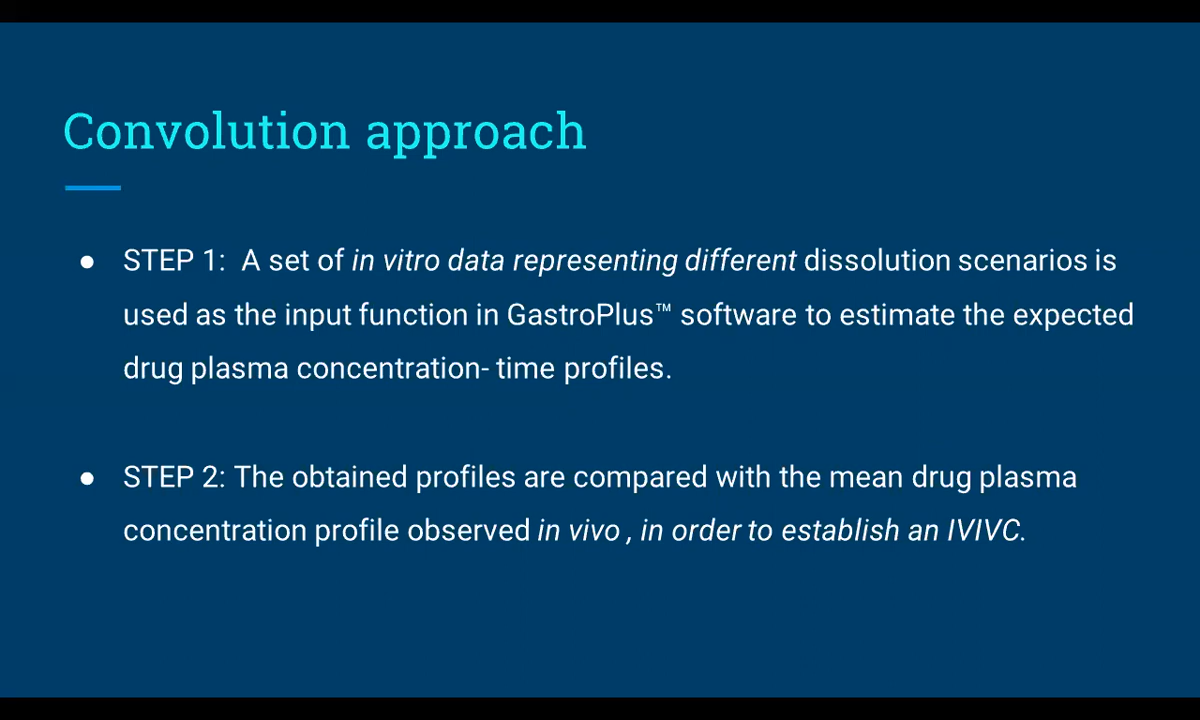 Convolution approach
● STEP 1:  A set of in vitro data representing different dissolution scenarios is
used as the input function in GastroPlus™ software to estimate the expected
drug plasma concentration- time profiles.
● STEP 2: The obtained profiles are compared with the mean drug plasma
concentration profile observed in vivo , in order to establish an IVIVC.